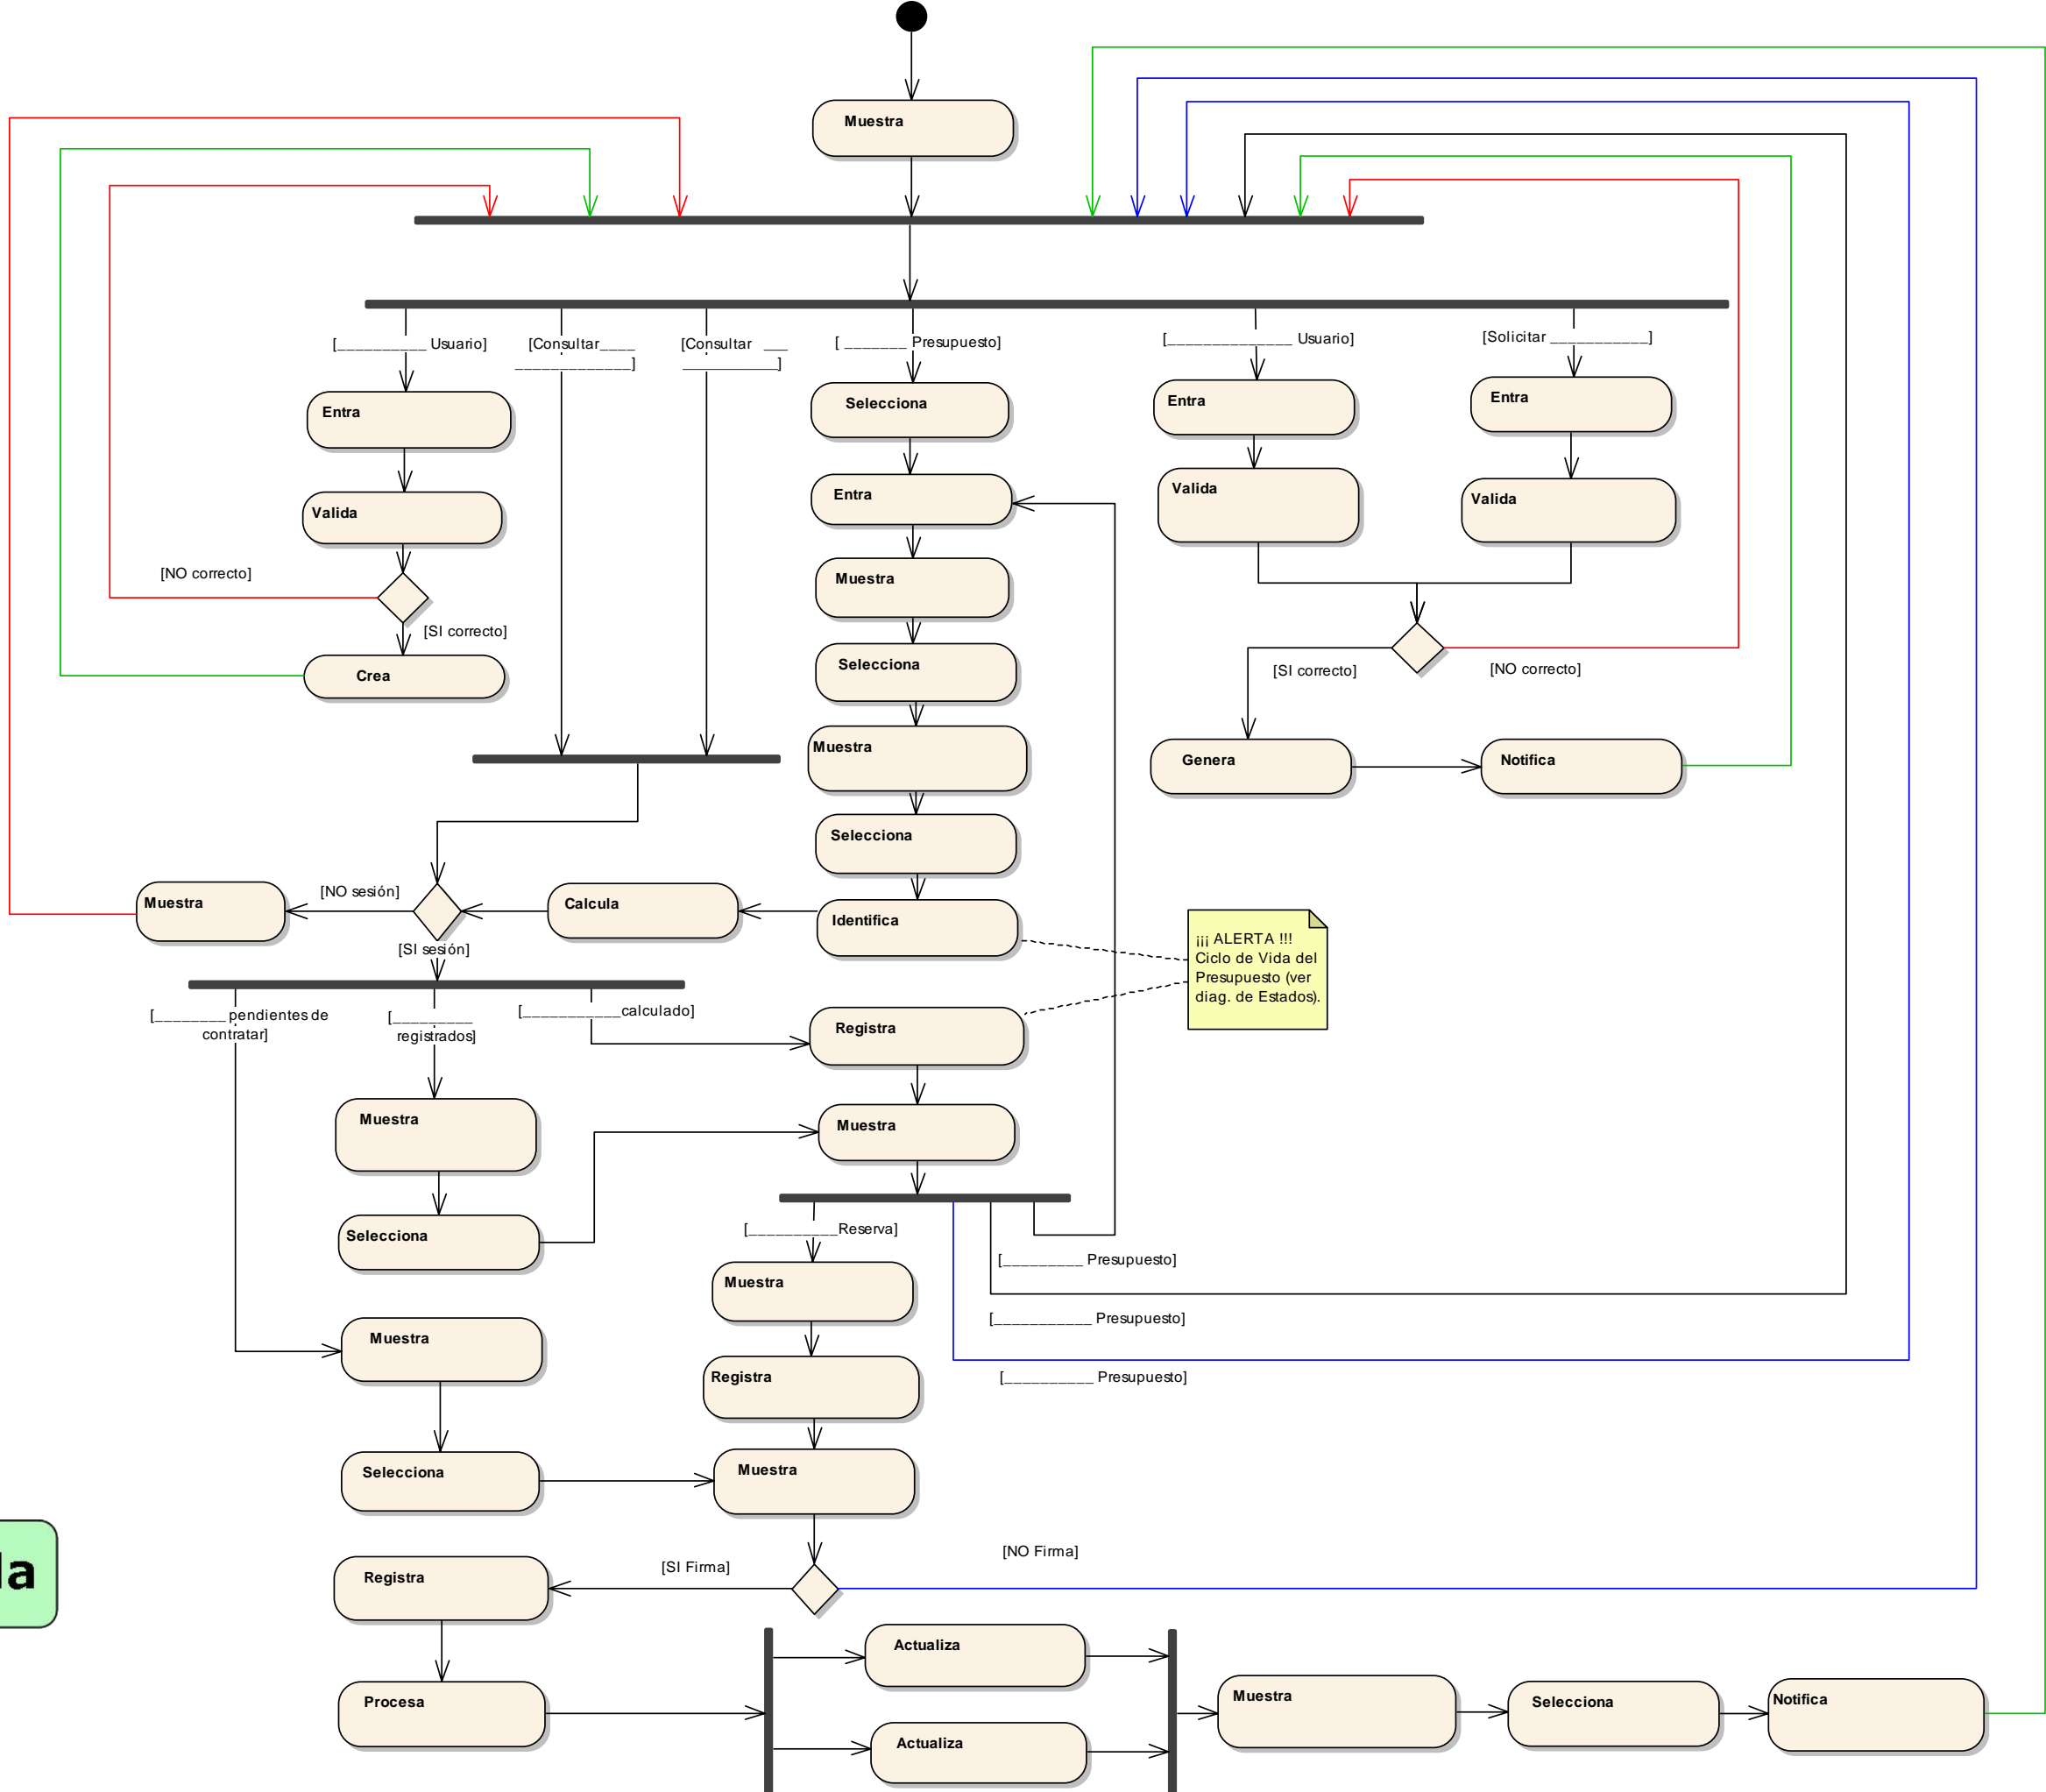 Muestra
[__________ Usuario]
[Consultar____
_____________]
[Consultar ___
___________]
[ _______ Presupuesto]
[______________ Usuario]
[Solicitar ___________]
Entra
Selecciona
Entra
Entra
Valida
Entra
Valida
Valida
[NO correcto]
[SI correcto]
Crea
Muestra
Selecciona
[SI correcto]
[NO correcto]
Muestra
Genera
Notifica
Selecciona
Muestra
[NO sesión]
Calcula
Identifica
[SI sesión]
¡¡¡ ALERTA !!!
Ciclo de Vida del
Presupuesto (ver
diag. de Estados).
[________ pendientes de
contratar]
[_________
registrados]
[___________calculado]
Registra
Muestra
Muestra
Selecciona
[__________Reserva]
[_________ Presupuesto]
Muestra
[___________ Presupuesto]
Muestra
Registra
[__________ Presupuesto]
Selecciona
Muestra
[SI Firma]
[NO Firma]
la
Registra
Actualiza
Procesa
Muestra
Selecciona
Notifica
Actualiza